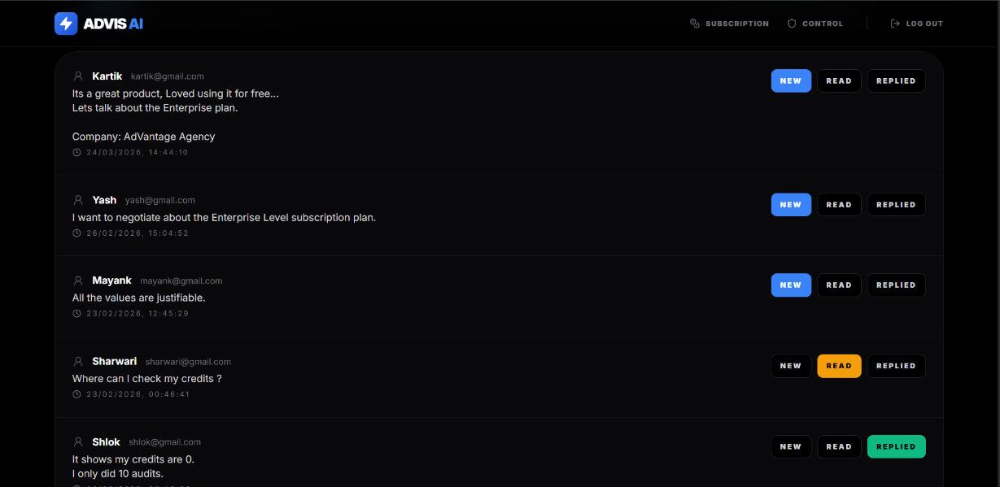 ADVIS AI
SUBSCRIPTION
CONTROL
LOG OUT
Kartik kartik@gmail.com
NEW READ REPLIED
Its a great product, Loved using it for free...
Lets talk about the Enterprise plan.
Company: AdVantage Agency
24/03/2026, 14:44:10
Yash yash@gmail.com
NEW READ REPLIED
I want to negotiate about the Enterprise Level subscription plan.
26/02/2026, 15:04:52
Mayank mayank@gmail.com
NEW READ REPLIED
All the values are justifiable.
23/02/2026, 12:45:29
Sharwari sharwari@gmail.com
NEW READ REPLIED
Where can I check my credits ?
23/02/2026, 00:46:41
Shlok shlok@gmail.com
NEW READ REPLIED
It shows my credits are 0.
I only did 10 audits.